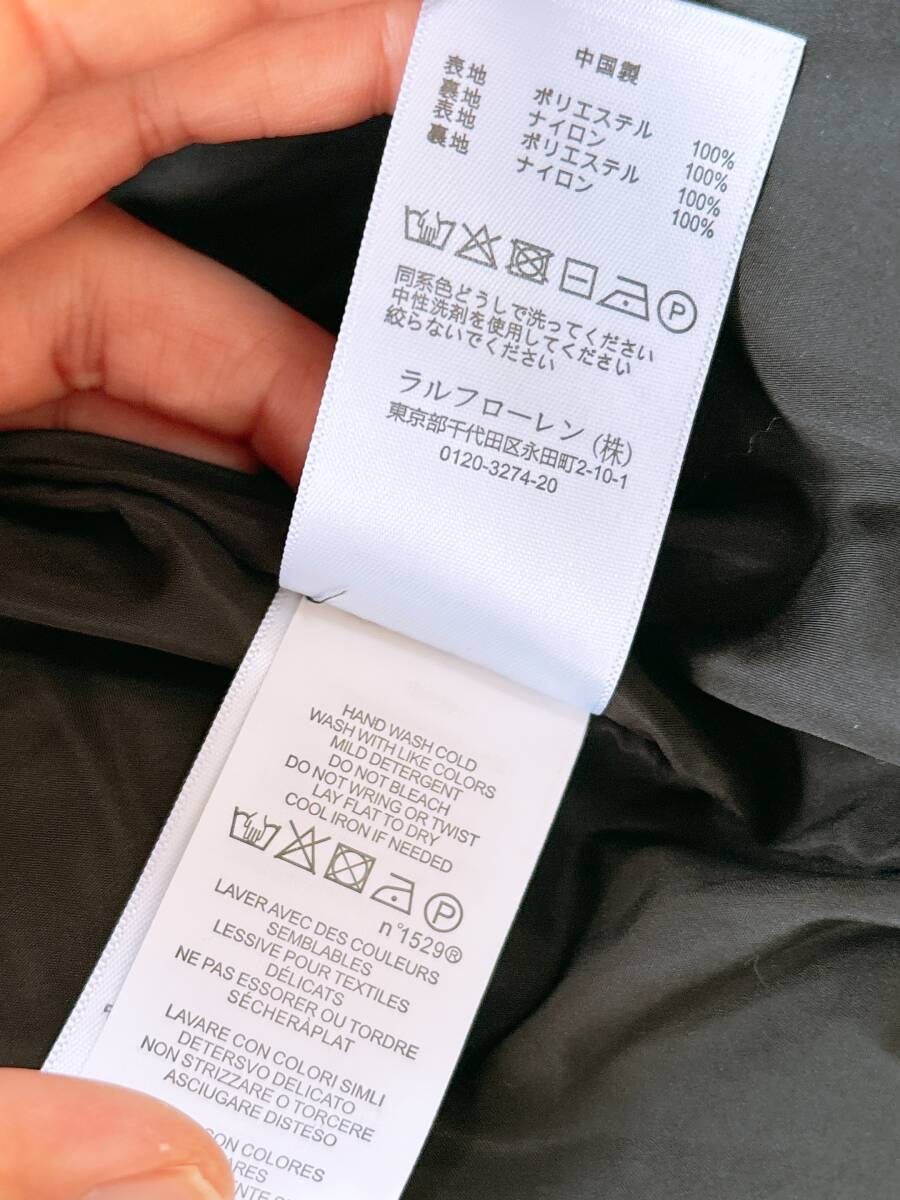 中国製
表地 ポリエステル 100%
裏地 ナイロン 100%
表地 ポリエステル 100%
裏地 ナイロン 100%
P
同系色どうしで洗ってください
中性洗剤を使用してください
絞らないでください
ラルフローレン(株)
東京部千代田区永田町2-10-1
0120-3274-20
HAND WASH COLD
WASH WITH LIKE COLORS
MILD DETERGENT
DO NOT BLEACH
DO NOT WRING OR TWIST
LAY FLAT TO DRY
COOL IRON IF NEEDED
P
n°1529®
LAVER AVEC DES COULEURS
SEMBLABLES
LESSIVE POUR TEXTILES
DÉLICATS
NE PAS ESSORER OU TORDRE
SÉCHERÀPLAT
LAVARE CON COLORI SIMLI
DETERSVO DELICATO
NON STRIZZARE O TORCERE
ASCIUGARE DISTESO
CON COLORES